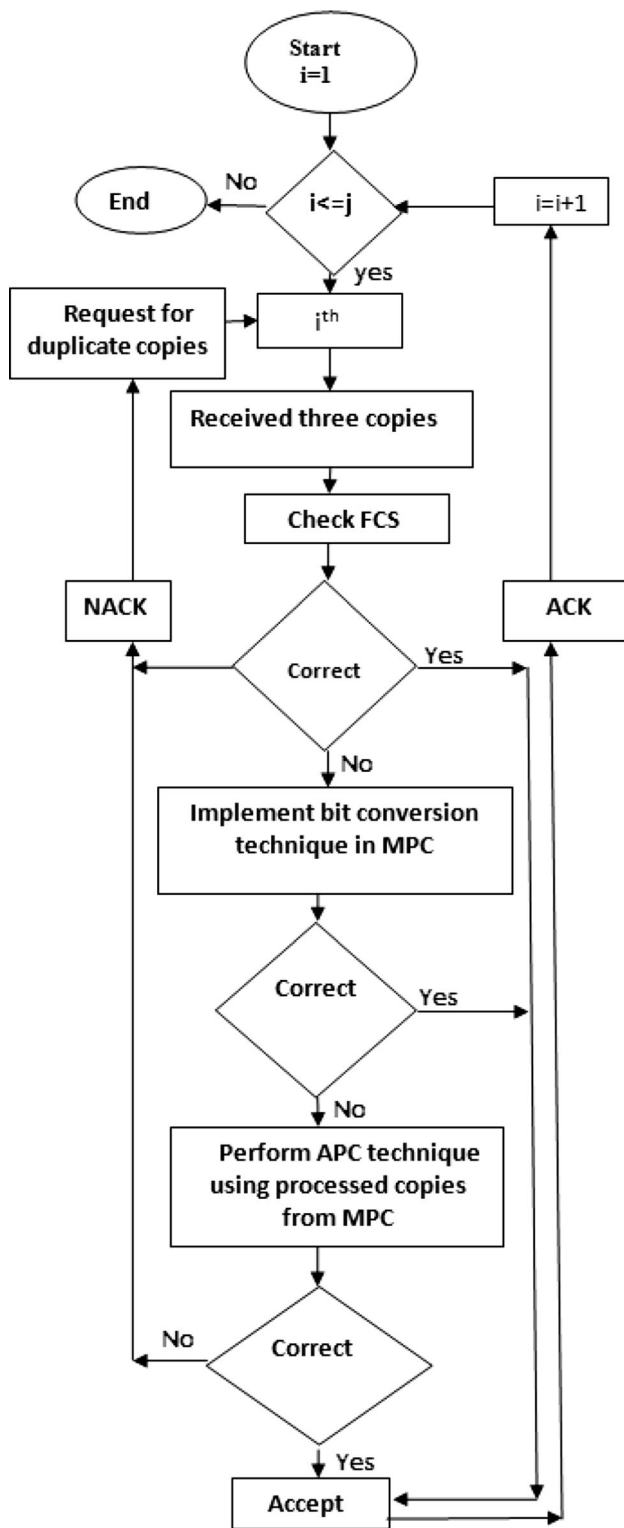 Start
i=1
No
End
i<=j
i=i+1
yes
Request for
duplicate copies
iᵗʰ
Received three copies
Check FCS
NACK
ACK
Correct
Yes
No
Implement bit conversion
technique in MPC
Correct
Yes
No
Perform APC technique
using processed copies
from MPC
No
Correct
Yes
Accept